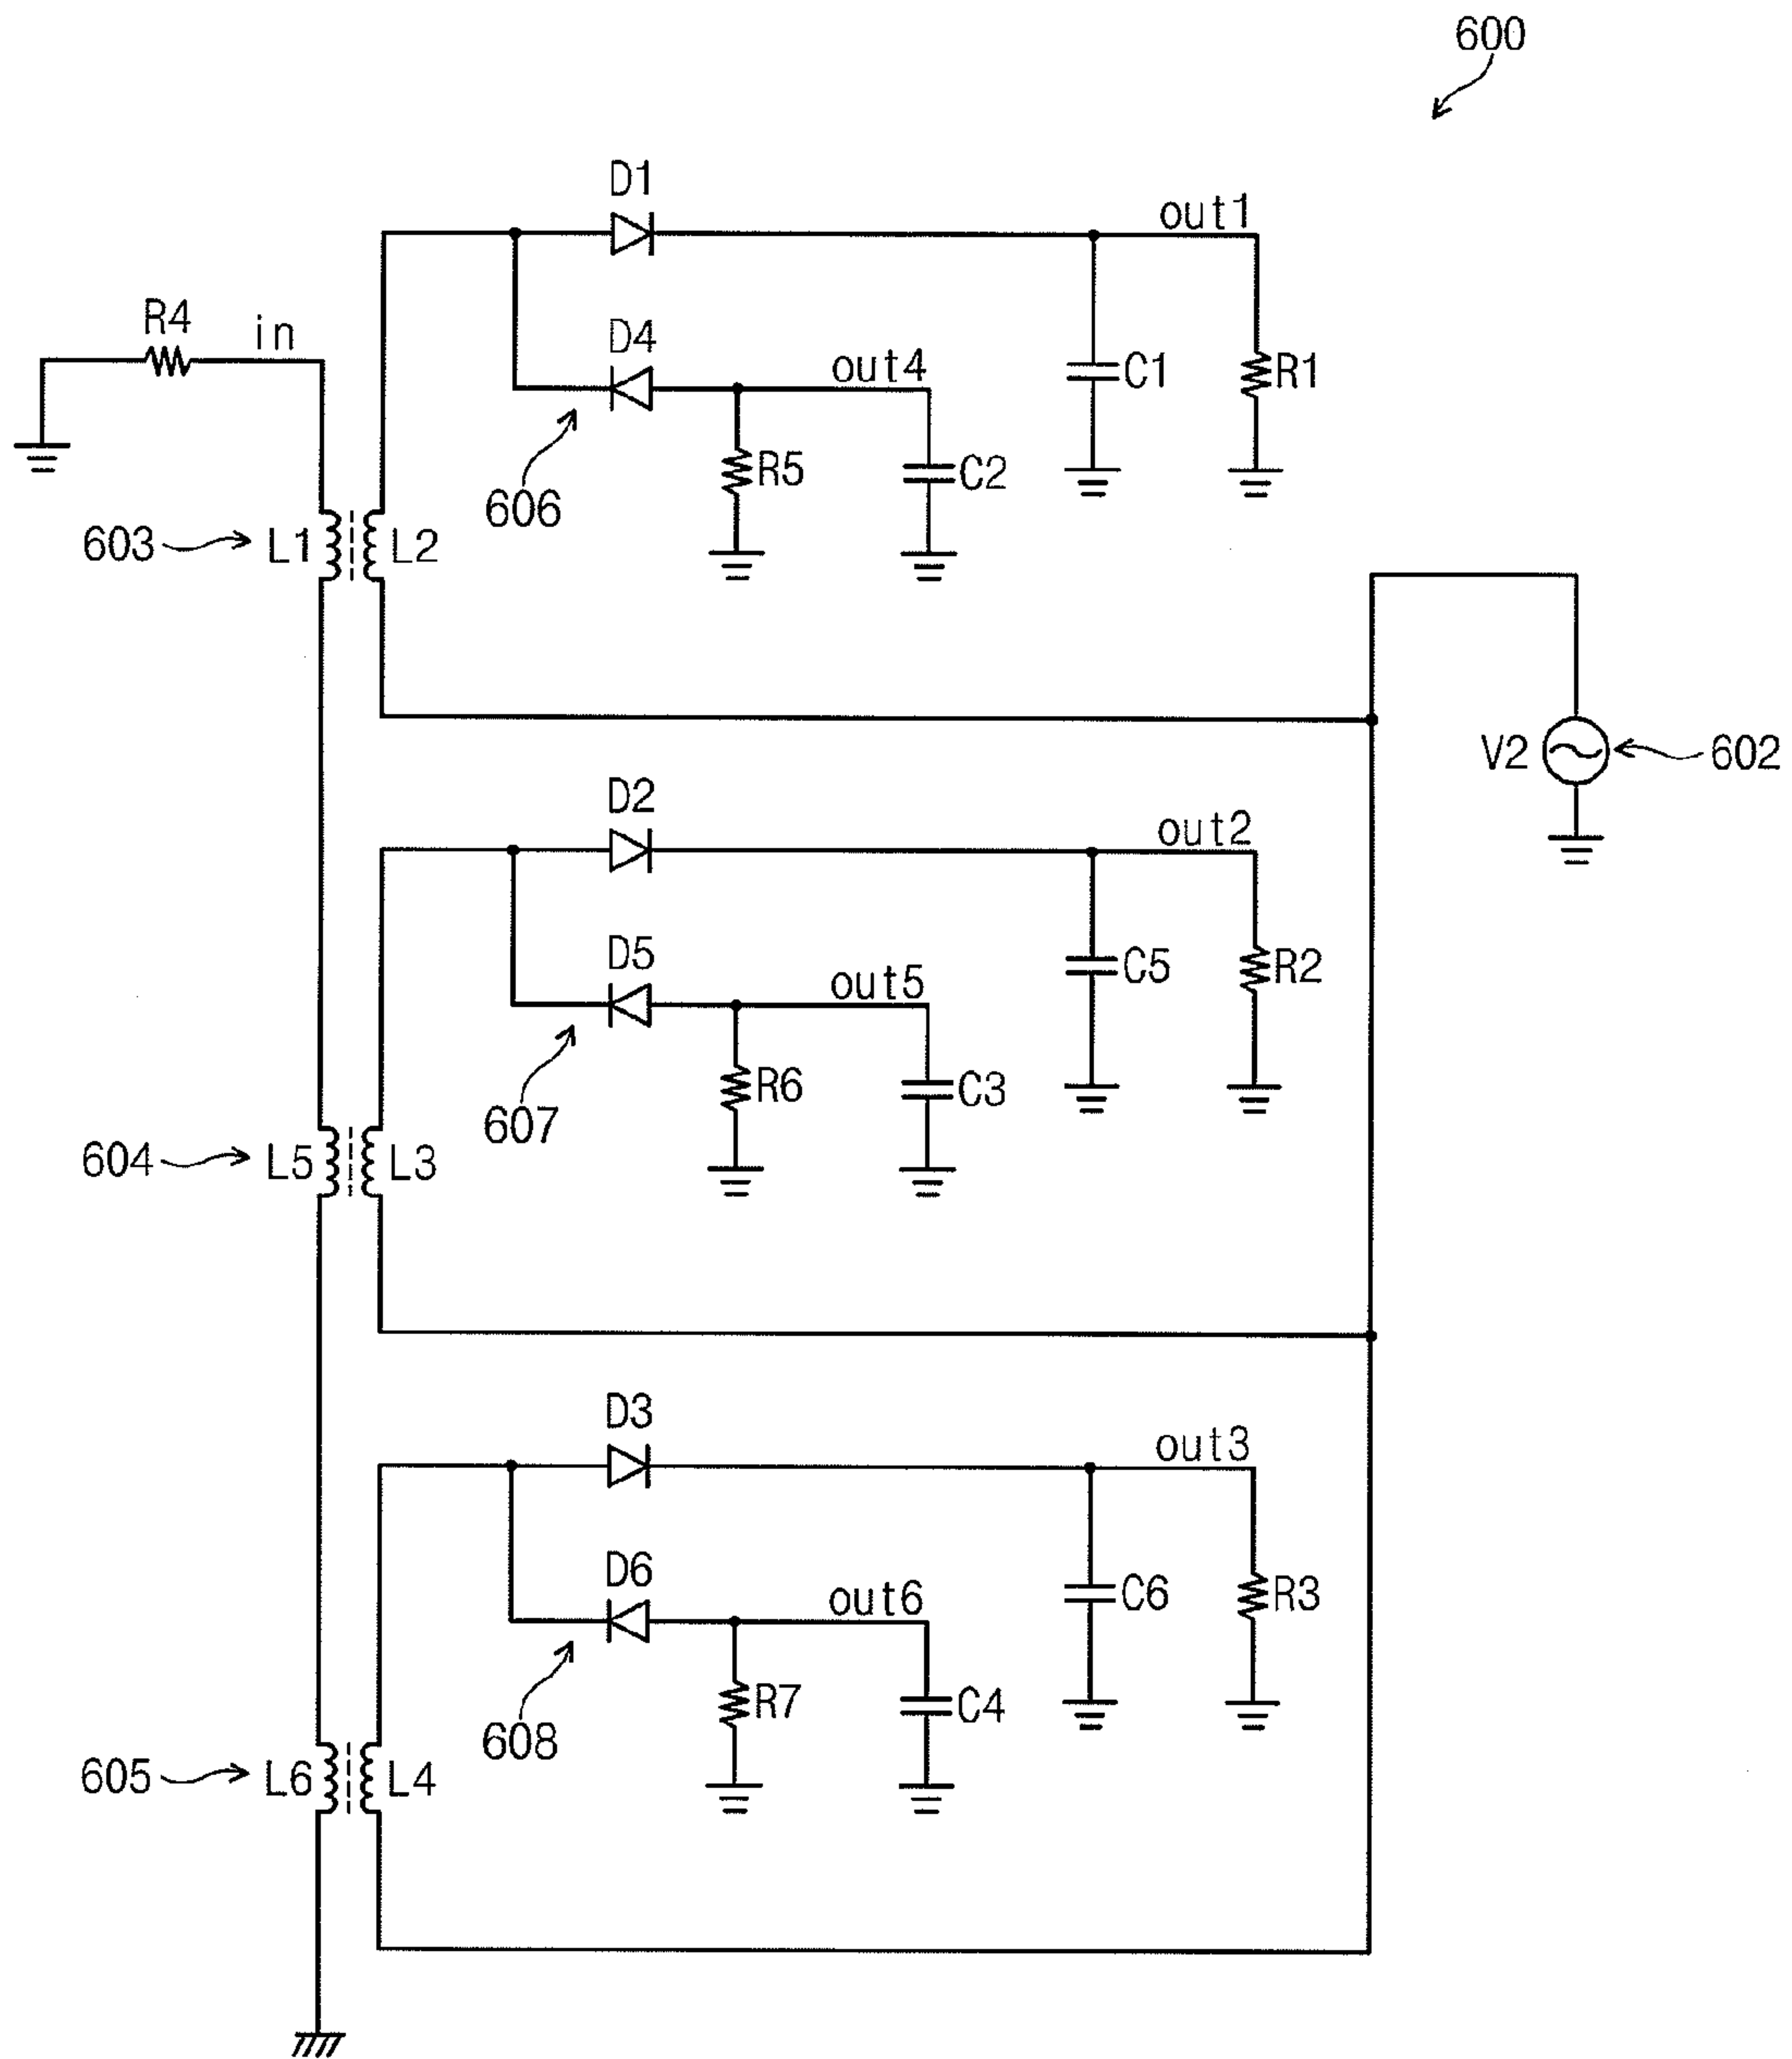 600
D1
out1
R4
in
D4
out4
C1
R1
R5
C2
606
603
L1
L2
V2
602
D2
out2
D5
out5
C5
R2
R6
C3
607
604
L5
L3
D3
out3
D6
out6
C6
R3
R7
C4
608
605
L6
L4